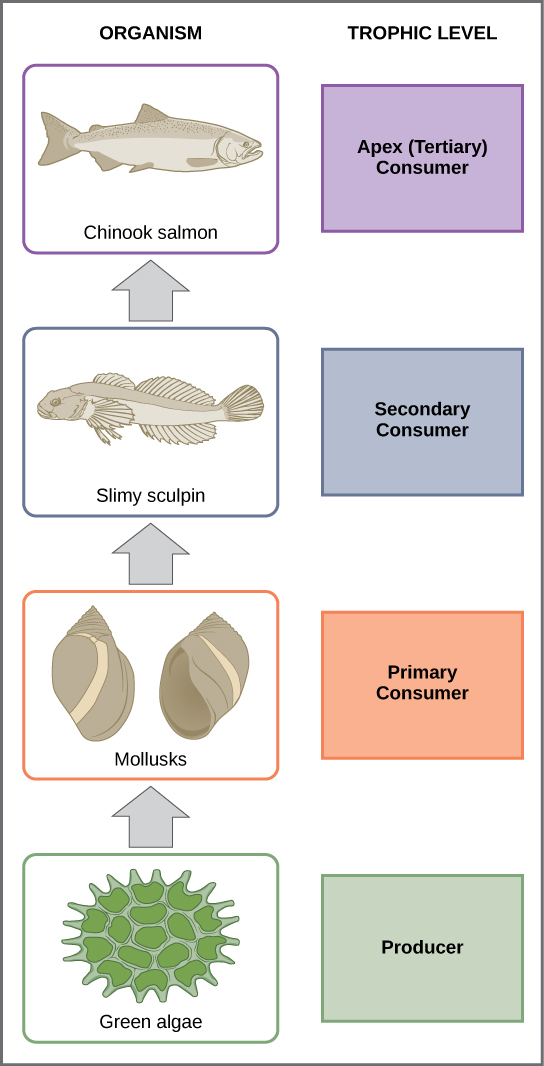 ORGANISM
TROPHIC LEVEL
Chinook salmon
Apex (Tertiary)
Consumer
Slimy sculpin
Secondary
Consumer
Mollusks
Primary
Consumer
Green algae
Producer